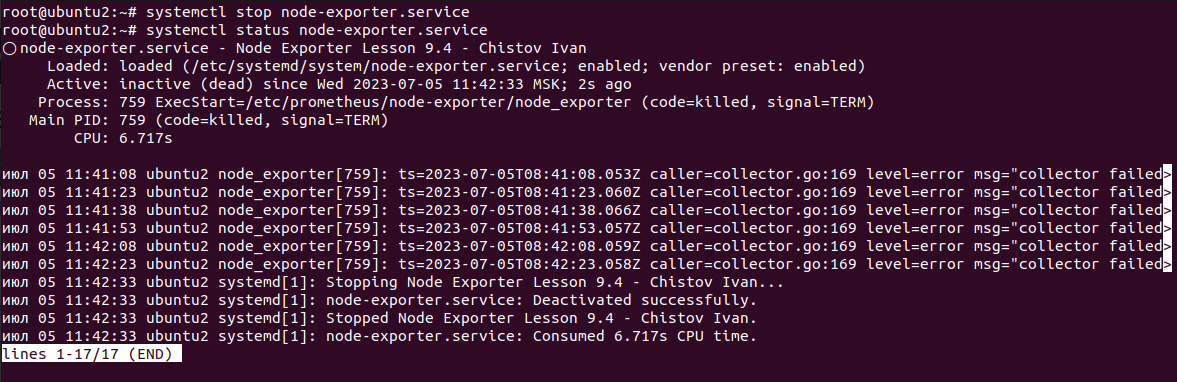 root@ubuntu2:~# systemctl stop node-exporter.service
root@ubuntu2:~# systemctl status node-exporter.service
○ node-exporter.service - Node Exporter Lesson 9.4 - Chistov Ivan
     Loaded: loaded (/etc/systemd/system/node-exporter.service; enabled; vendor preset: enabled)
     Active: inactive (dead) since Wed 2023-07-05 11:42:33 MSK; 2s ago
    Process: 759 ExecStart=/etc/prometheus/node-exporter/node_exporter (code=killed, signal=TERM)
   Main PID: 759 (code=killed, signal=TERM)
        CPU: 6.717s

июл 05 11:41:08 ubuntu2 node_exporter[759]: ts=2023-07-05T08:41:08.053Z caller=collector.go:169 level=error msg="collector failed>
июл 05 11:41:23 ubuntu2 node_exporter[759]: ts=2023-07-05T08:41:23.060Z caller=collector.go:169 level=error msg="collector failed>
июл 05 11:41:38 ubuntu2 node_exporter[759]: ts=2023-07-05T08:41:38.066Z caller=collector.go:169 level=error msg="collector failed>
июл 05 11:41:53 ubuntu2 node_exporter[759]: ts=2023-07-05T08:41:53.057Z caller=collector.go:169 level=error msg="collector failed>
июл 05 11:42:08 ubuntu2 node_exporter[759]: ts=2023-07-05T08:42:08.059Z caller=collector.go:169 level=error msg="collector failed>
июл 05 11:42:23 ubuntu2 node_exporter[759]: ts=2023-07-05T08:42:23.058Z caller=collector.go:169 level=error msg="collector failed>
июл 05 11:42:33 ubuntu2 systemd[1]: Stopping Node Exporter Lesson 9.4 - Chistov Ivan...
июл 05 11:42:33 ubuntu2 systemd[1]: node-exporter.service: Deactivated successfully.
июл 05 11:42:33 ubuntu2 systemd[1]: Stopped Node Exporter Lesson 9.4 - Chistov Ivan.
июл 05 11:42:33 ubuntu2 systemd[1]: node-exporter.service: Consumed 6.717s CPU time.
lines 1-17/17 (END)